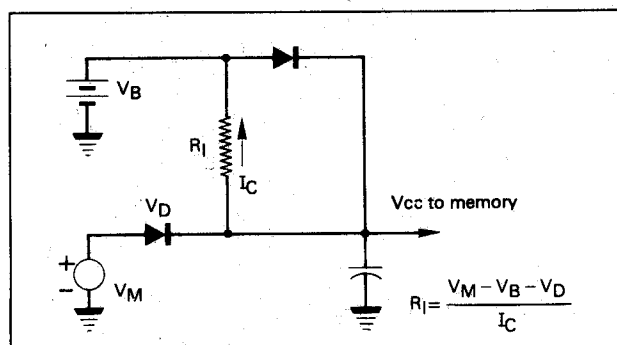 V_B
R_I
I_C
V_D
Vcc to memory
+
−
V_M
R_I = (V_M − V_B − V_D) / I_C